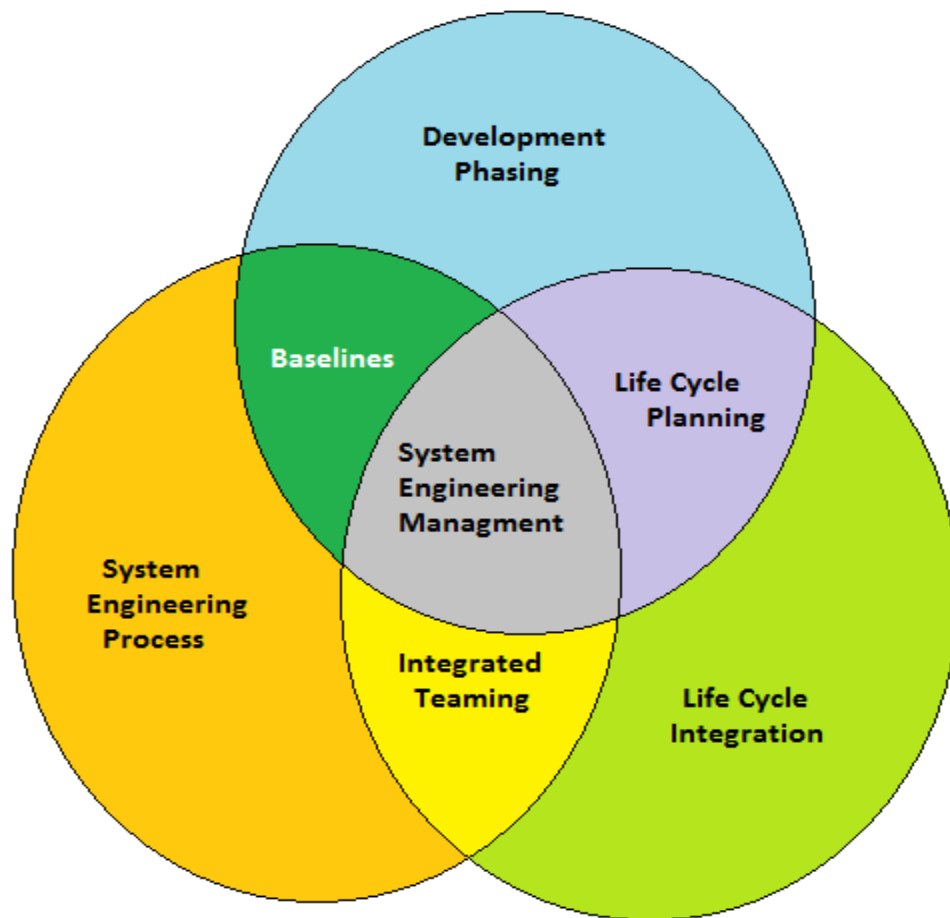 Development
Phasing
Baselines
Life Cycle
Planning
System
Engineering
Managment
System
Engineering
Process
Integrated
Teaming
Life Cycle
Integration